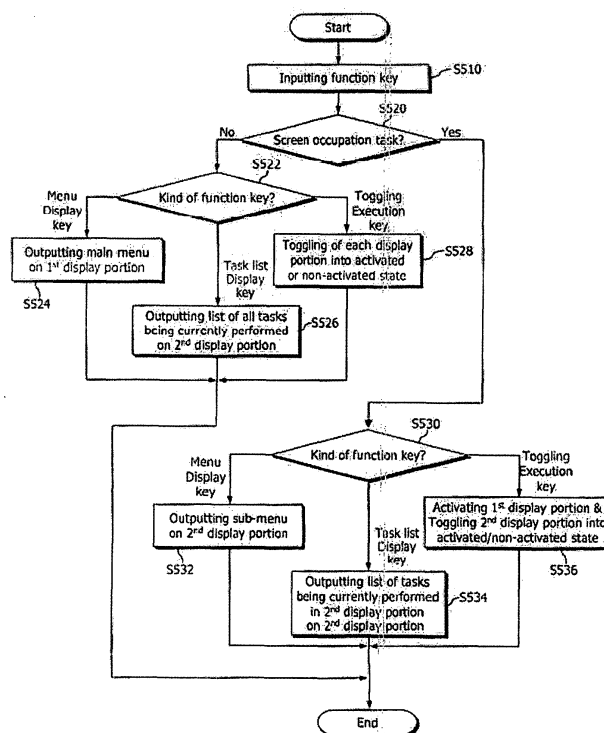 Start
Inputting function key
S510
S520
No
Screen occupation task?
Yes
S522
Kind of function key?
Menu
Display
key
Toggling
Execution
key
Outputting main menu
on 1st display portion
S524
Task list
Display
key
Toggling of each display
portion into activated
or non-activated state
S528
Outputting list of all tasks
being currently performed
on 2nd display portion
S526
S530
Kind of function key?
Menu
Display
key
Toggling
Execution
key
Outputting sub-menu
on 2nd display portion
S532
Task list
Display
key
Activating 1st display portion &
Toggling 2nd display portion into
activated/non-activated state
S536
Outputting list of tasks
being currently performed
in 2nd display portion
on 2nd display portion
S534
End